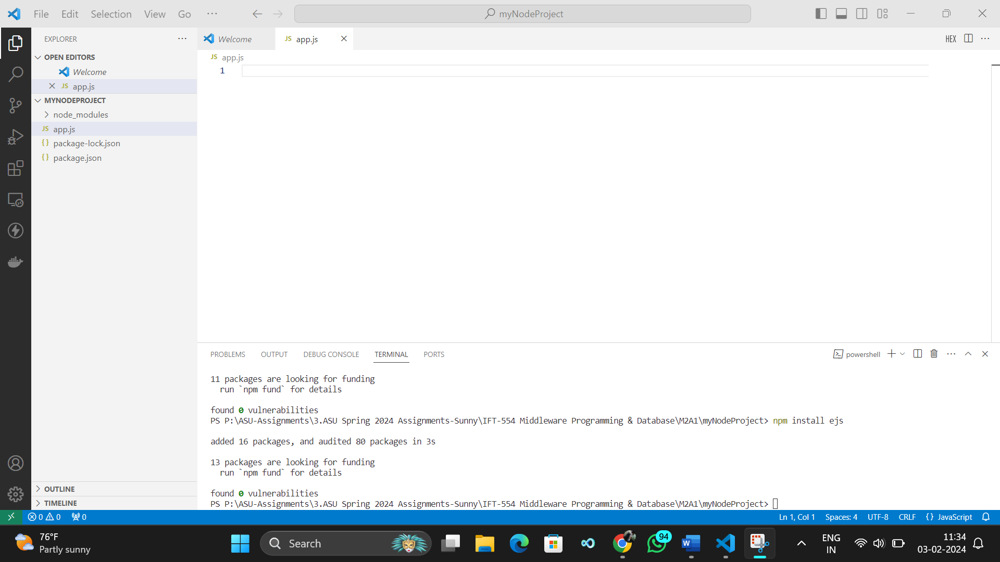 File Edit Selection View Go ··· myNodeProject
EXPLORER ···
OPEN EDITORS
Welcome
JS app.js
MYNODEPROJECT
node_modules
JS app.js
{} package-lock.json
{} package.json
OUTLINE
TIMELINE
Welcome
JS app.js
HEX
JS app.js
1
PROBLEMS OUTPUT DEBUG CONSOLE TERMINAL PORTS
powershell
11 packages are looking for funding
run `npm fund` for details
found 0 vulnerabilities
PS P:\ASU-Assignments\3.ASU Spring 2024 Assignments-Sunny\IFT-554 Middleware Programming & Database\M2A1\myNodeProject> npm install ejs
added 16 packages, and audited 80 packages in 3s
13 packages are looking for funding
run `npm fund` for details
found 0 vulnerabilities
PS P:\ASU-Assignments\3.ASU Spring 2024 Assignments-Sunny\IFT-554 Middleware Programming & Database\M2A1\myNodeProject>
0 0 0 Ln 1, Col 1 Spaces: 4 UTF-8 CRLF {} JavaScript
76°F
Partly sunny
Search
94
W
ENG
IN
11:34
03-02-2024